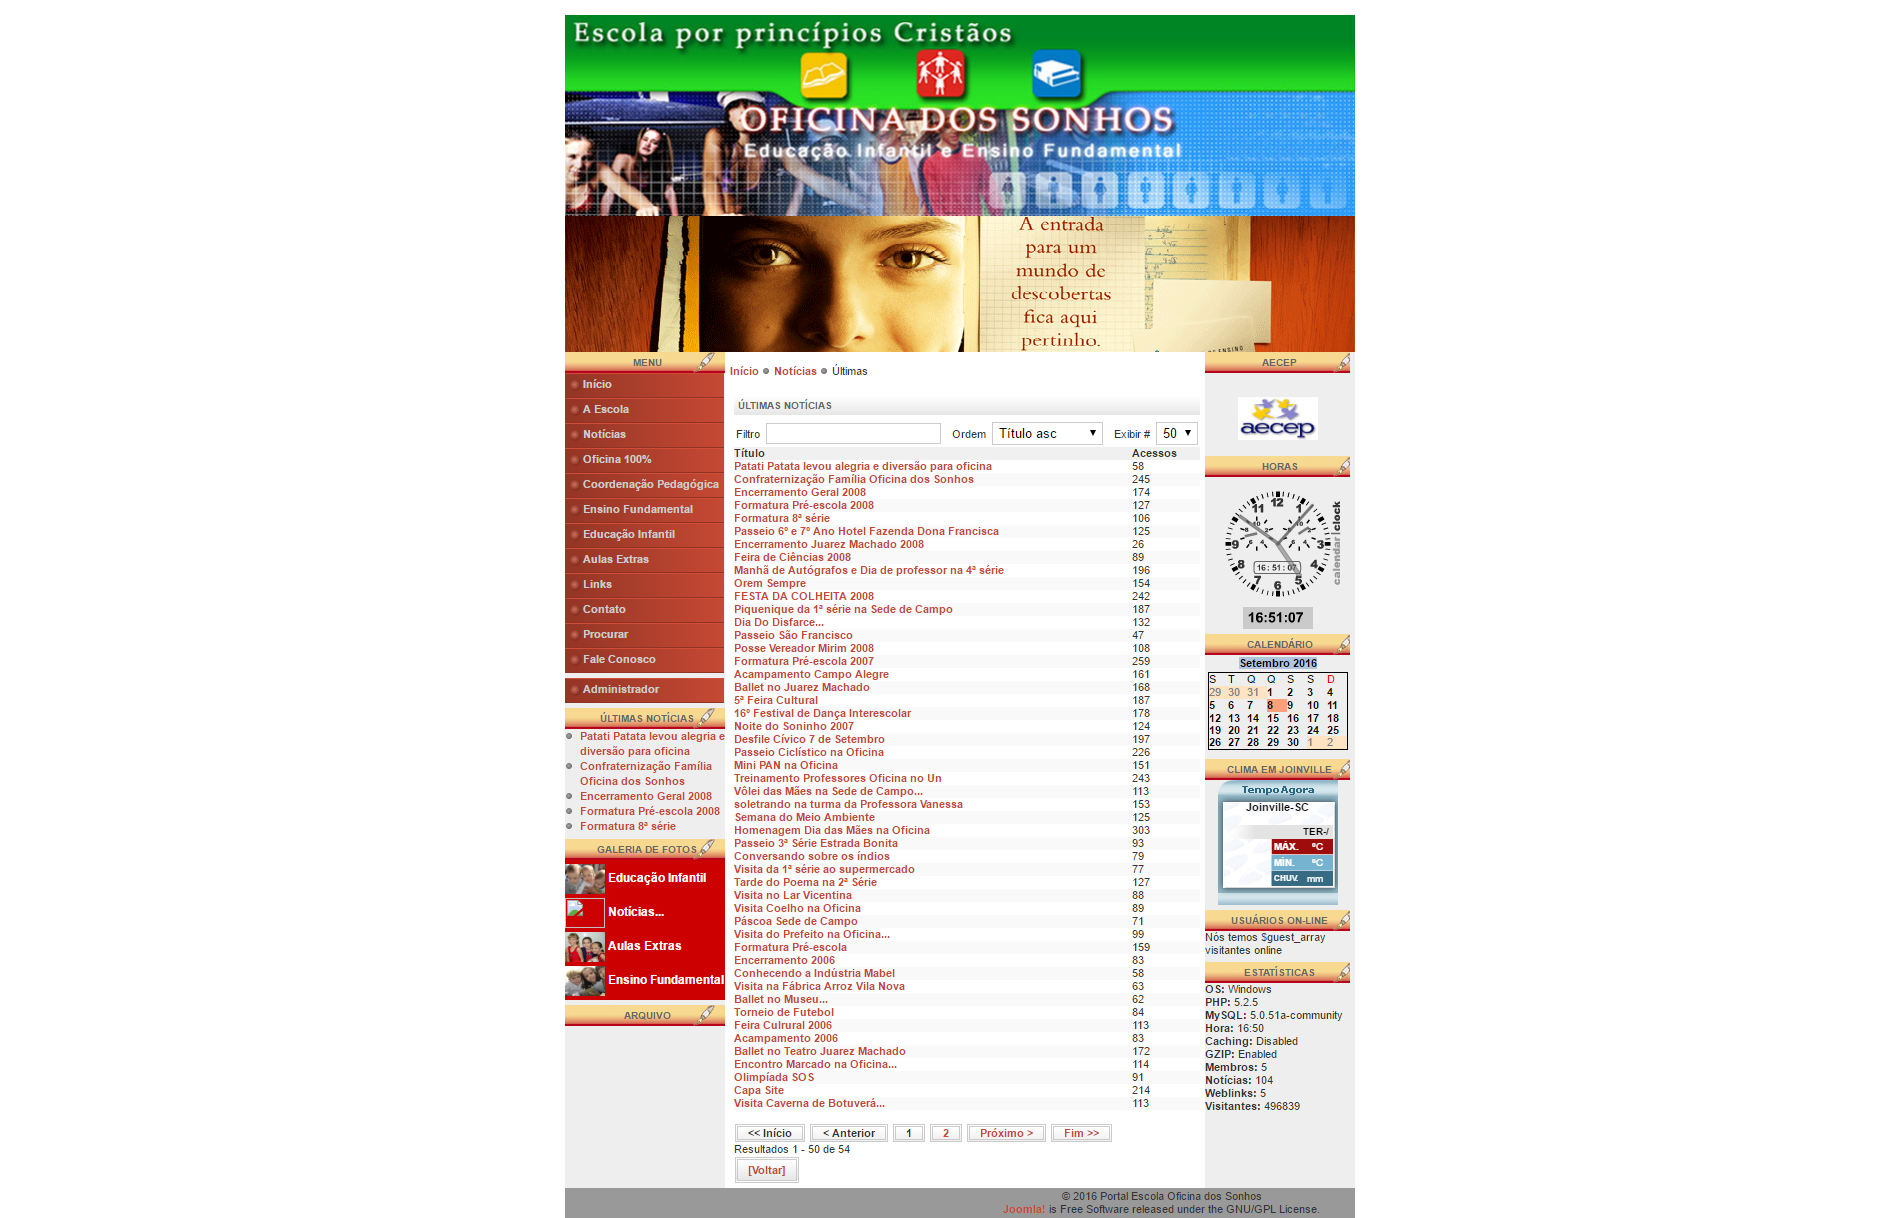 Escola por princípios Cristãos
OFICINA DOS SONHOS
Educação Infantil e Ensino Fundamental
A entrada
para um
mundo de
descobertas
fica aqui
pertinho.
MENU
Início
A Escola
Notícias
Oficina 100%
Coordenação Pedagógica
Ensino Fundamental
Educação Infantil
Aulas Extras
Links
Contato
Procurar
Fale Conosco
Administrador
ÚLTIMAS NOTÍCIAS
Patati Patata levou alegria e
diversão para oficina
Confraternização Família
Oficina dos Sonhos
Encerramento Geral 2008
Formatura Pré-escola 2008
Formatura 8ª série
GALERIA DE FOTOS
Educação Infantil
Notícias...
Aulas Extras
Ensino Fundamental
ARQUIVO
Início Notícias Últimas
ÚLTIMAS NOTÍCIAS
Filtro Ordem Título asc Exibir # 50
Título Acessos
Patati Patata levou alegria e diversão para oficina 58
Confraternização Família Oficina dos Sonhos 245
Encerramento Geral 2008 174
Formatura Pré-escola 2008 127
Formatura 8ª série 106
Passeio 6º e 7º Ano Hotel Fazenda Dona Francisca 125
Encerramento Juarez Machado 2008 26
Feira de Ciências 2008 89
Manhã de Autógrafos e Dia de professor na 4ª série 196
Orem Sempre 154
FESTA DA COLHEITA 2008 242
Piquenique da 1ª série na Sede de Campo 187
Dia Do Disfarce... 132
Passeio São Francisco 47
Posse Vereador Mirim 2008 108
Formatura Pré-escola 2007 259
Acampamento Campo Alegre 161
Ballet no Juarez Machado 168
5ª Feira Cultural 187
16º Festival de Dança Interescolar 178
Noite do Soninho 2007 124
Desfile Cívico 7 de Setembro 197
Passeio Ciclístico na Oficina 226
Mini PAN na Oficina 151
Treinamento Professores Oficina no Un 243
Vôlei das Mães na Sede de Campo... 113
soletrando na turma da Professora Vanessa 153
Semana do Meio Ambiente 125
Homenagem Dia das Mães na Oficina 303
Passeio 3ª Série Estrada Bonita 93
Conversando sobre os índios 79
Visita da 1ª série ao supermercado 77
Tarde do Poema na 2ª Série 127
Visita no Lar Vicentina 88
Visita Coelho na Oficina 89
Páscoa Sede de Campo 71
Visita do Prefeito na Oficina... 99
Formatura Pré-escola 159
Encerramento 2006 83
Conhecendo a Indústria Mabel 58
Visita na Fábrica Arroz Vila Nova 63
Ballet no Museu... 62
Torneio de Futebol 84
Feira Culrural 2006 113
Acampamento 2006 83
Ballet no Teatro Juarez Machado 172
Encontro Marcado na Oficina... 114
Olimpíada SOS 91
Capa Site 214
Visita Caverna de Botuverá... 113
<< Início < Anterior 1 2 Próximo > Fim >>
Resultados 1 - 50 de 54
[Voltar]
AECEP
aecep
HORAS
12 1 2 3 4 5 6 7 8 9 10 11
16:51:07
calendar|clock
16:51:07
CALENDÁRIO
Setembro 2016
S T Q Q S S D
29 30 31 1 2 3 4
5 6 7 8 9 10 11
12 13 14 15 16 17 18
19 20 21 22 23 24 25
26 27 28 29 30 1 2
CLIMA EM JOINVILLE
TempoAgora
Joinville-SC
TER-/
MÁX. ºC
MÍN. ºC
CHUV. mm
USUÁRIOS ON-LINE
Nós temos $guest_array
visitantes online
ESTATÍSTICAS
OS: Windows
PHP: 5.2.5
MySQL: 5.0.51a-community
Hora: 16:50
Caching: Disabled
GZIP: Enabled
Membros: 5
Notícias: 104
Weblinks: 5
Visitantes: 496839
© 2016 Portal Escola Oficina dos Sonhos
Joomla! is Free Software released under the GNU/GPL License.